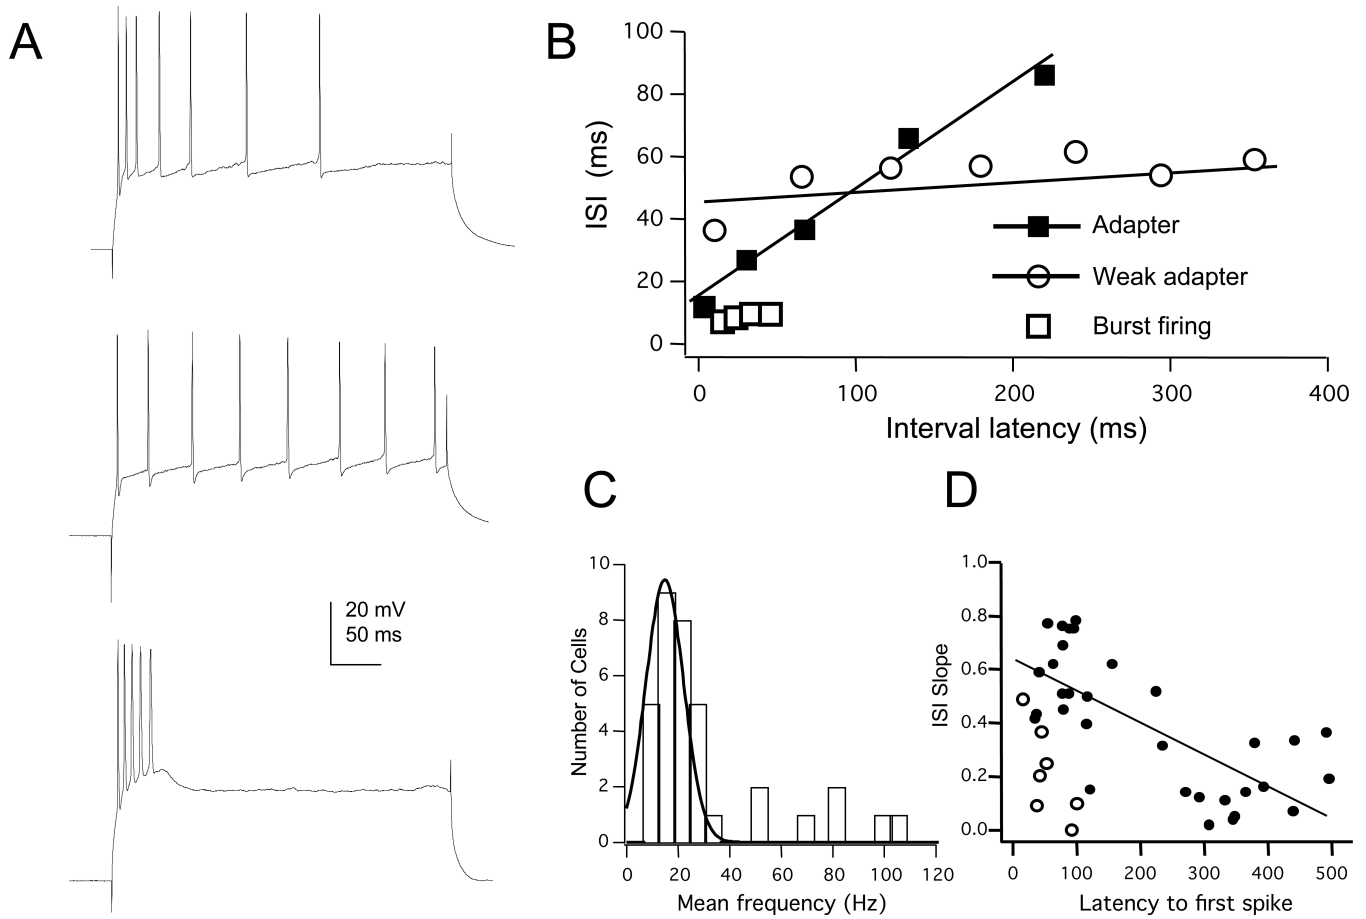 A
20 mV
50 ms
B
100
80
60
40
20
0
ISI (ms)
Adapter
Weak adapter
Burst firing
0 100 200 300 400
Interval latency (ms)
C
10
8
6
4
2
0
Number of Cells
0 20 40 60 80 100 120
Mean frequency (Hz)
D
1.0
0.8
0.6
0.4
0.2
0.0
ISI Slope
0 100 200 300 400 500
Latency to first spike